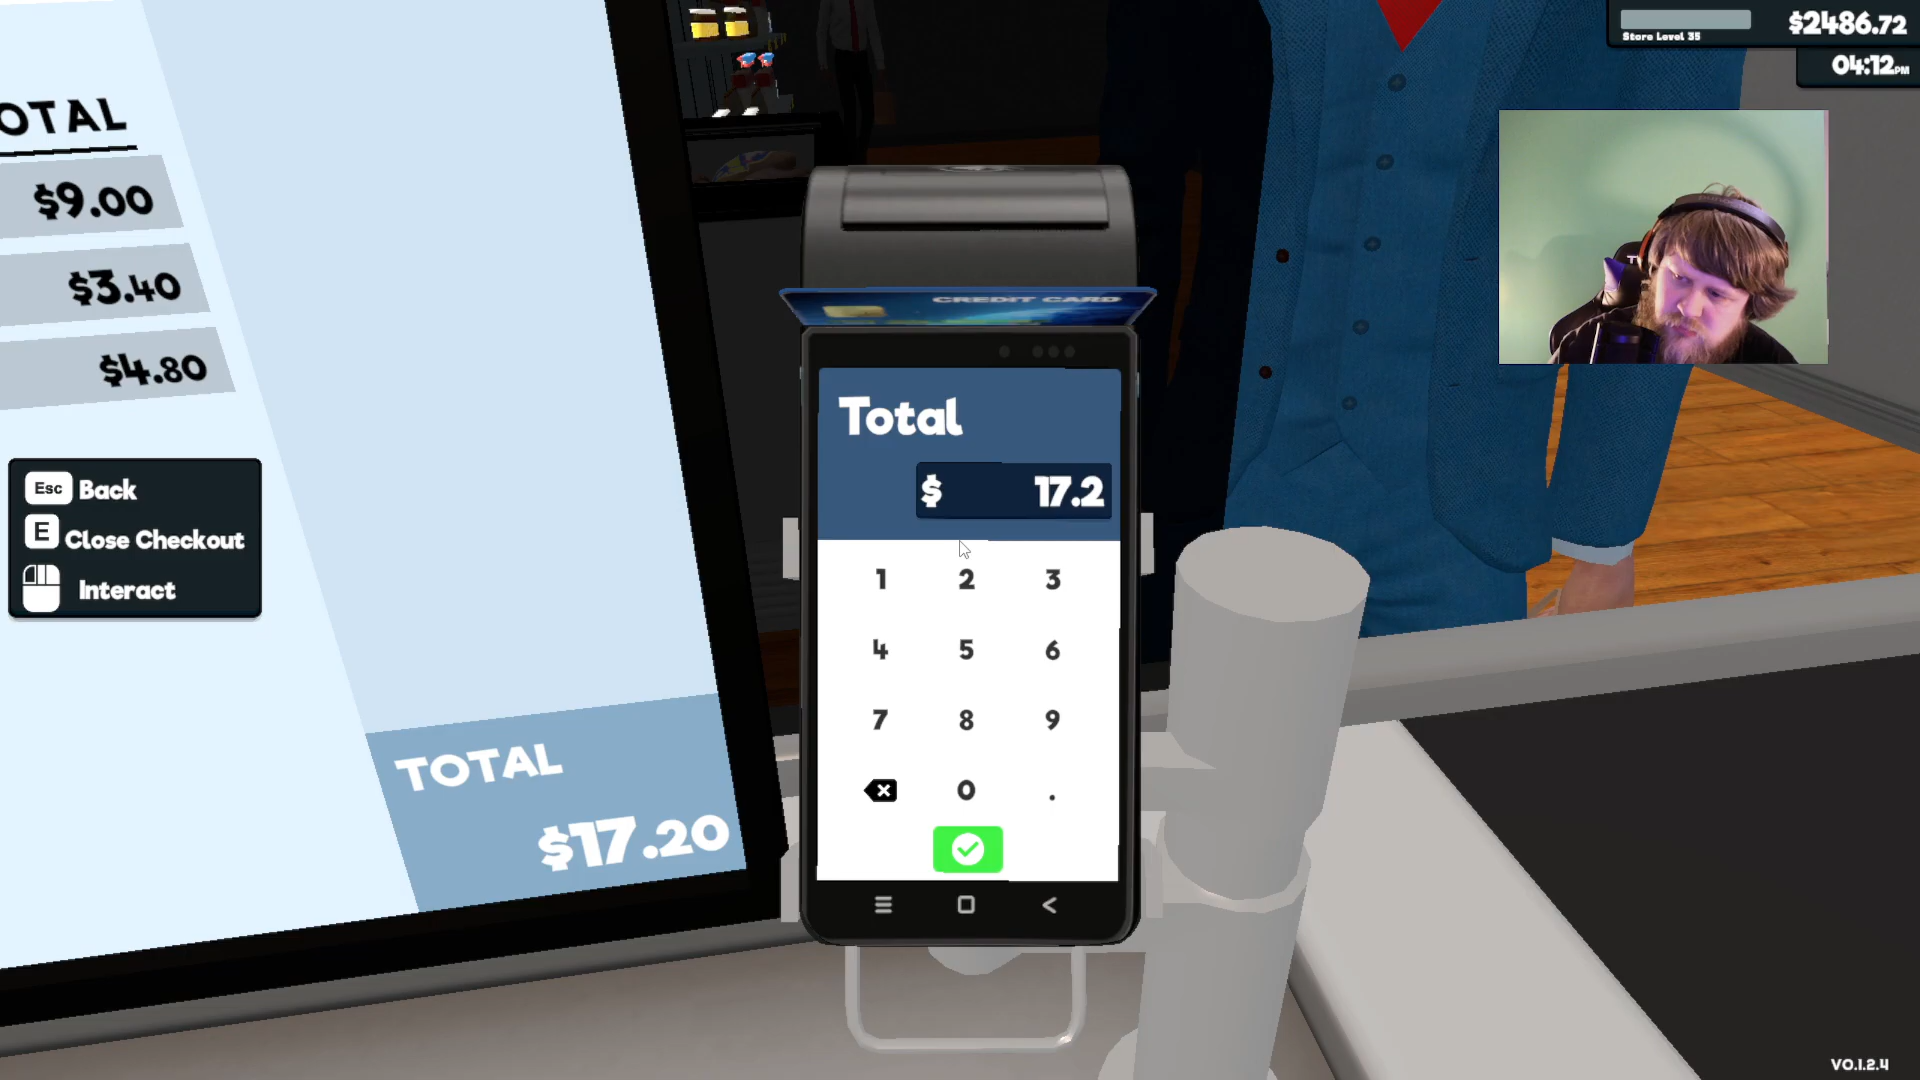 $2486.72
Store Level 35
04:12PM
OTAL
$9.00
$3.40
$4.80
CREDIT CARD
Total
$ 17.2
Esc Back
E Close Checkout
Interact
1 2 3
4 5 6
7 8 9
0 .
TOTAL
$17.20
V0.1.2.4